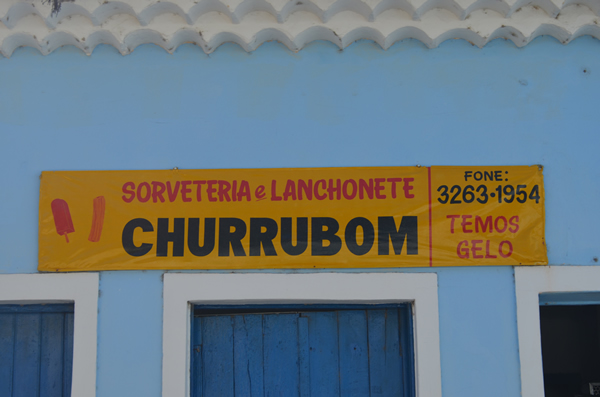 SORVETERIA e LANCHONETE
CHURRUBOM
FONE:
3263•1954
TEMOS
GELO